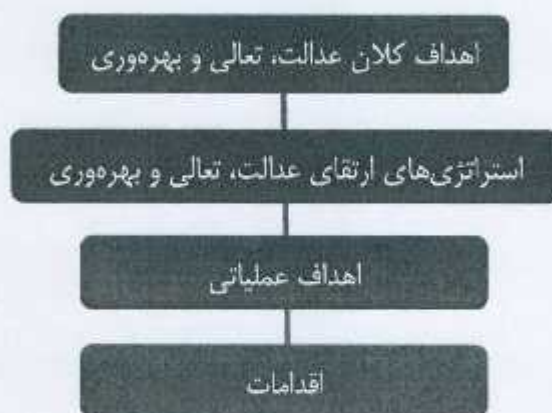 اهداف کلان عدالت، تعالی و بهره‌وری
استراتژی‌های ارتقای عدالت، تعالی و بهره‌وری
اهداف عملیاتی
اقدامات